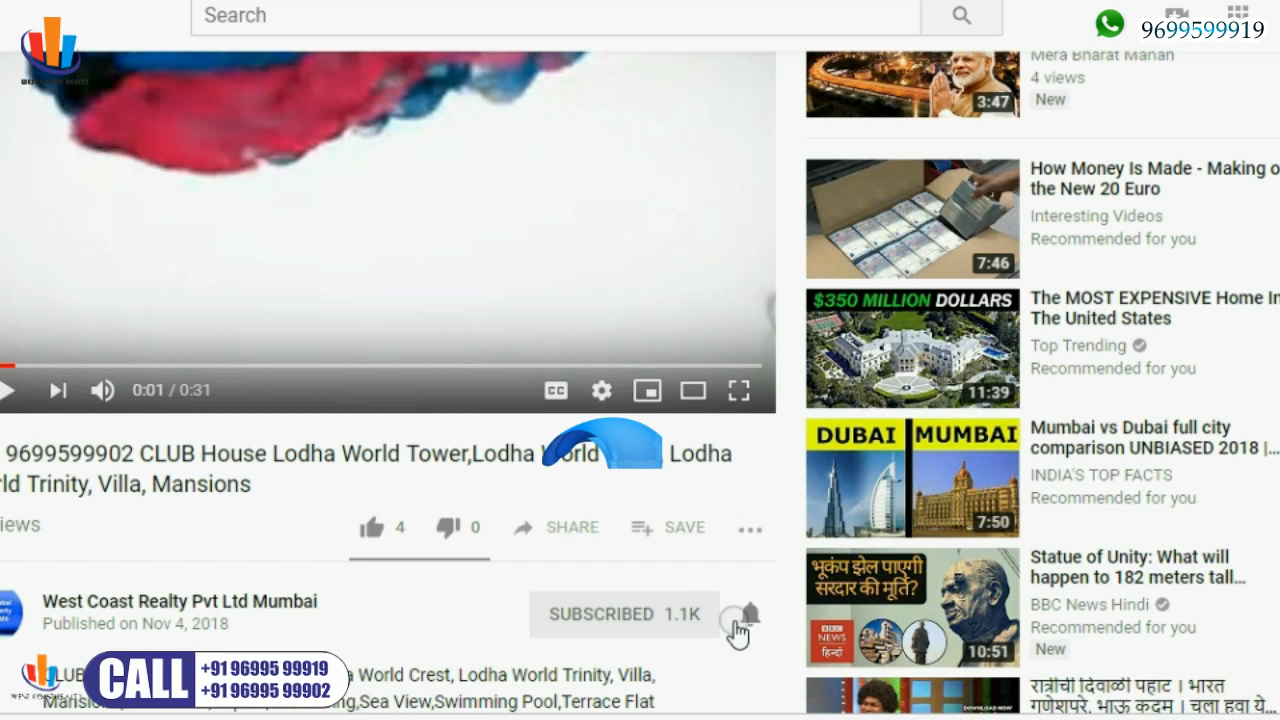 Search
9699599919
Mera Bharat Mahan
4 views
3:47
New
How Money Is Made - Making o
the New 20 Euro
Interesting Videos
Recommended for you
7:46
$350 MILLION DOLLARS
The MOST EXPENSIVE Home In
The United States
Top Trending
Recommended for you
11:39
0:01 / 0:31
CC
9699599902 CLUB House Lodha World Tower,Lodha World Lodha
rld Trinity, Villa, Mansions
iews
4
0
SHARE
SAVE
DUBAI MUMBAI
Mumbai vs Dubai full city
comparison UNBIASED 2018 |...
INDIA'S TOP FACTS
Recommended for you
7:50
West Coast Realty Pvt Ltd Mumbai
Published on Nov 4, 2018
SUBSCRIBED 1.1K
भूकंप झेल पाएगी
सरदार की मूर्ति?
BBC
NEWS
हिन्दी
10:51
Statue of Unity: What will
happen to 182 meters tall...
BBC News Hindi
Recommended for you
New
CALL
+91 96995 99919
+91 96995 99902
LUB
a World Crest, Lodha World Trinity, Villa,
Mansion
ng,Sea View,Swimming Pool,Terrace Flat
DOWNLOAD NOW
रात्रीची दिवाळी पहाट । भारत
गणेशपुरे, भाऊ कदम । चला हवा ये...